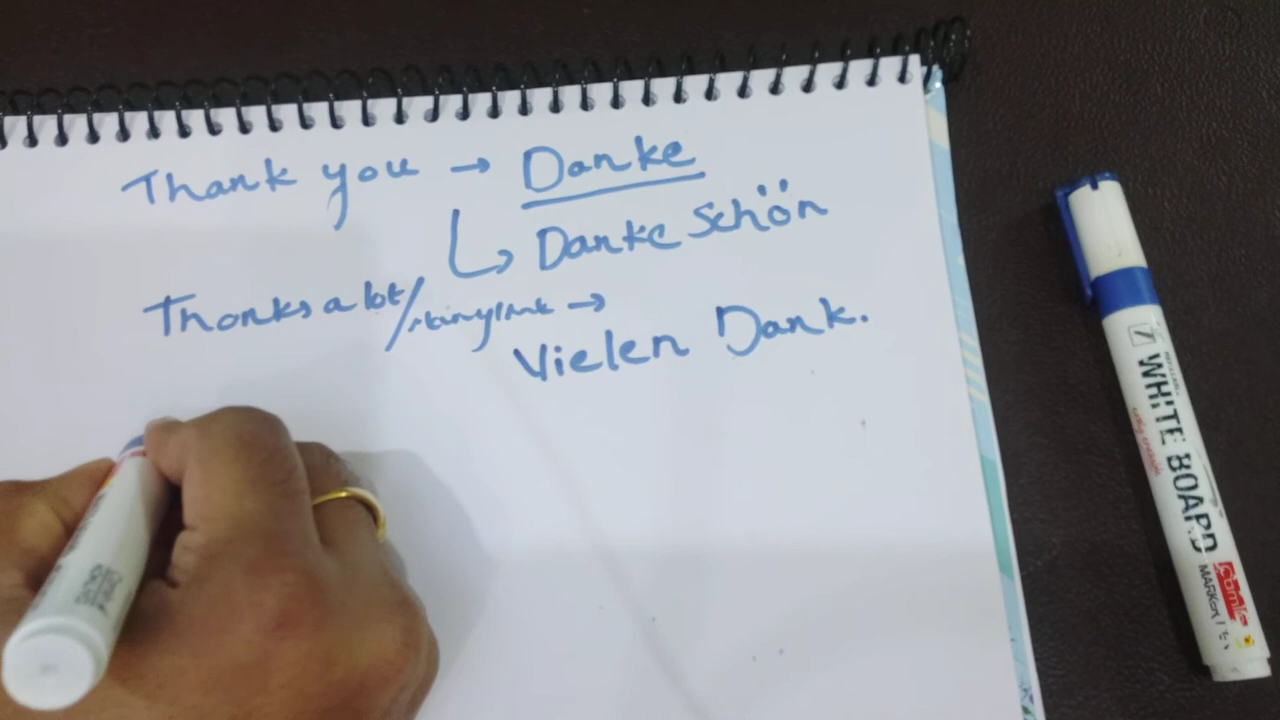 Thank you → Danke
↳ Danke Schön
Thanks a lot/ →
Vielen Dank.
WHITE BOARD
MARKER